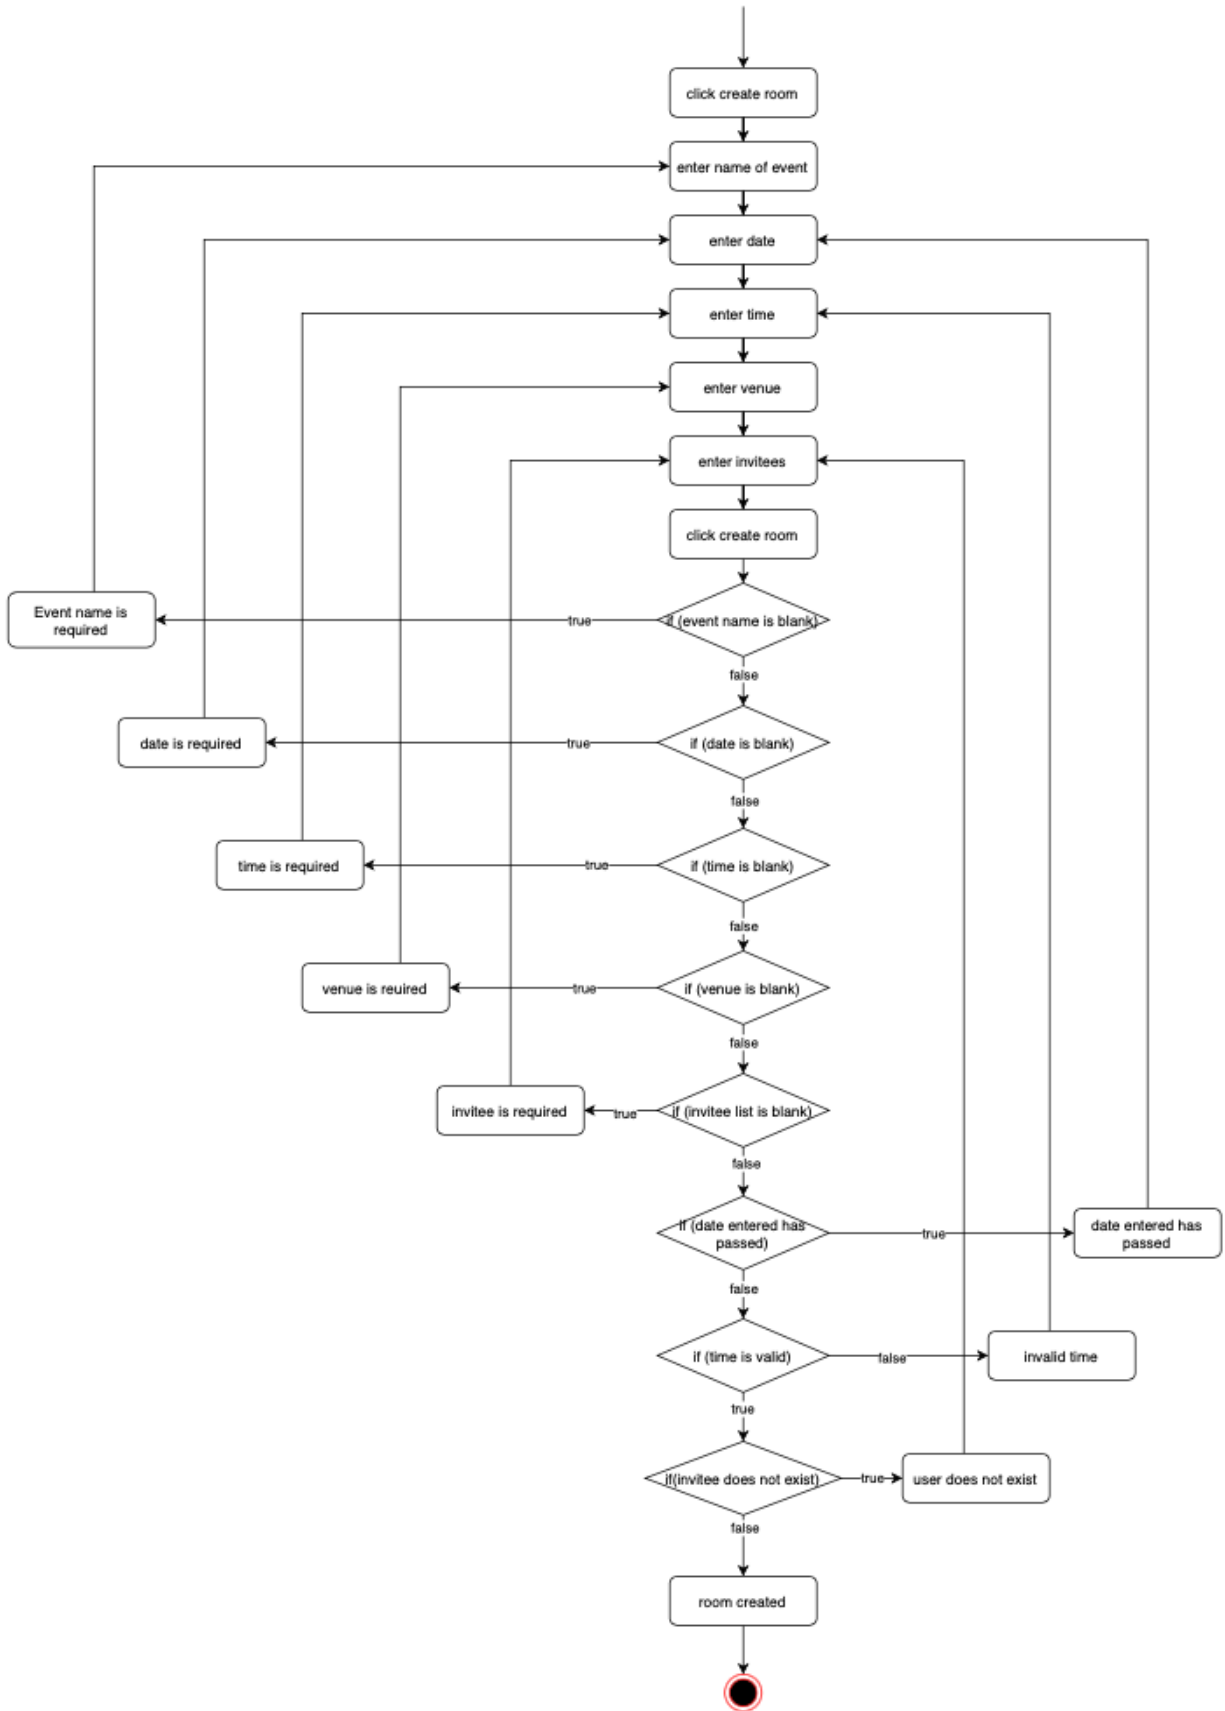 click create room
enter name of event
enter date
enter time
enter venue
enter invitees
click create room
Event name is
required
true
if (event name is blank)
false
date is required
true
if (date is blank)
false
time is required
true
if (time is blank)
false
venue is reuired
true
if (venue is blank)
false
invitee is required
true
if (invitee list is blank)
false
if (date entered has
passed)
true
date entered has
passed
false
if (time is valid)
false
invalid time
true
if(invitee does not exist)
true
user does not exist
false
room created